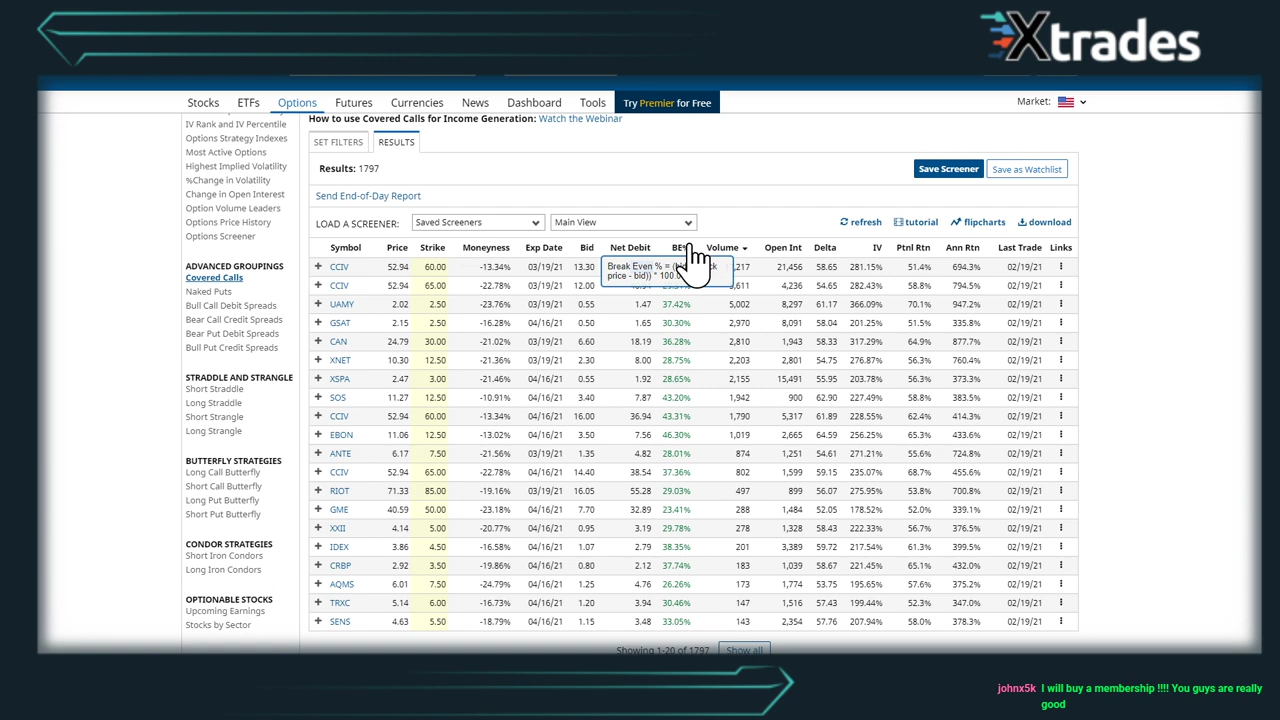 Xtrades
Stocks ETFs Options Futures Currencies News Dashboard Tools Try Premier for Free Market:
IV Rank and IV Percentile
Options Strategy Indexes
Most Active Options
Highest Implied Volatility
%Change in Volatility
Change in Open Interest
Option Volume Leaders
Options Price History
Options Screener
ADVANCED GROUPINGS
Covered Calls
Naked Puts
Bull Call Debit Spreads
Bear Call Credit Spreads
Bear Put Debit Spreads
Bull Put Credit Spreads
STRADDLE AND STRANGLE
Short Straddle
Long Straddle
Short Strangle
Long Strangle
BUTTERFLY STRATEGIES
Long Call Butterfly
Short Call Butterfly
Long Put Butterfly
Short Put Butterfly
CONDOR STRATEGIES
Short Iron Condors
Long Iron Condors
OPTIONABLE STOCKS
Upcoming Earnings
Stocks by Sector
How to use Covered Calls for Income Generation: Watch the Webinar
SET FILTERS RESULTS
Results: 1797 Save Screener Save as Watchlist
Send End-of-Day Report
LOAD A SCREENER: Saved Screeners Main View refresh tutorial flipcharts download
Symbol Price Strike Moneyness Exp Date Bid Net Debit BE% Volume Open Int Delta IV Ptnl Rtn Ann Rtn Last Trade Links
CCIV 52.94 60.00 -13.34% 03/19/21 13.30 21,456 58.65 281.15% 51.4% 694.3% 02/19/21
Break Even % =
price - bid)) * 100.
CCIV 52.94 65.00 -22.78% 03/19/21 12.00 4,236 54.65 282.43% 58.8% 794.5% 02/19/21
UAMY 2.02 2.50 -23.76% 03/19/21 0.55 1.47 37.42% 5,002 8,297 61.17 366.09% 70.1% 947.2% 02/19/21
GSAT 2.15 2.50 -16.28% 04/16/21 0.50 1.65 30.30% 2,970 8,091 58.04 201.25% 51.5% 335.8% 02/19/21
CAN 24.79 30.00 -21.02% 03/19/21 6.60 18.19 36.28% 2,810 1,943 58.33 317.29% 64.9% 877.7% 02/19/21
XNET 10.30 12.50 -21.36% 03/19/21 2.30 8.00 28.75% 2,203 2,801 54.75 276.87% 56.3% 760.4% 02/19/21
XSPA 2.47 3.00 -21.46% 04/16/21 0.55 1.92 28.65% 2,155 15,491 55.95 203.78% 56.3% 373.3% 02/19/21
SOS 11.27 12.50 -10.91% 04/16/21 3.40 7.87 43.20% 1,942 900 62.90 227.49% 58.8% 383.5% 02/19/21
CCIV 52.94 60.00 -13.34% 04/16/21 16.00 36.94 43.31% 1,790 5,317 61.89 228.55% 62.4% 414.3% 02/19/21
EBON 11.06 12.50 -13.02% 04/16/21 3.50 7.56 46.30% 1,019 2,665 64.59 256.25% 65.3% 433.6% 02/19/21
ANTE 6.17 7.50 -21.56% 03/19/21 1.35 4.82 28.01% 874 1,251 54.61 271.21% 55.6% 724.8% 02/19/21
CCIV 52.94 65.00 -22.78% 04/16/21 14.40 38.54 37.36% 802 1,599 59.15 235.07% 68.7% 455.6% 02/19/21
RIOT 71.33 85.00 -19.16% 03/19/21 16.05 55.28 29.03% 497 899 56.07 275.95% 53.8% 700.8% 02/19/21
GME 40.59 50.00 -23.18% 04/16/21 7.70 32.89 23.41% 288 1,484 52.05 178.52% 52.0% 339.1% 02/19/21
XXII 4.14 5.00 -20.77% 04/16/21 0.95 3.19 29.78% 278 1,328 58.43 222.33% 56.7% 376.5% 02/19/21
IDEX 3.86 4.50 -16.58% 04/16/21 1.07 2.79 38.35% 201 3,389 59.72 217.54% 61.3% 399.5% 02/19/21
CRBP 2.92 3.50 -19.86% 04/16/21 0.80 2.12 37.74% 183 1,039 58.67 221.45% 65.1% 432.0% 02/19/21
AQMS 6.01 7.50 -24.79% 04/16/21 1.25 4.76 26.26% 173 1,774 53.75 195.65% 57.6% 375.2% 02/19/21
TRXC 5.14 6.00 -16.73% 04/16/21 1.20 3.94 30.46% 147 1,516 57.43 199.44% 52.3% 347.0% 02/19/21
SENS 4.63 5.50 -18.79% 04/16/21 1.15 3.48 33.05% 143 2,354 57.76 207.94% 58.0% 378.3% 02/19/21
Showing 1-20 of 1797 Show all
johnx5k I will buy a membership !!!! You guys are really
good